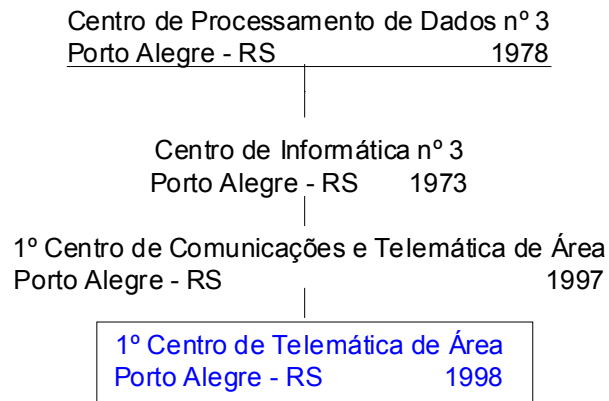 Centro de Processamento de Dados nº 3
Porto Alegre - RS 1978
Centro de Informática nº 3
Porto Alegre - RS 1973
1º Centro de Comunicações e Telemática de Área
Porto Alegre - RS 1997
1º Centro de Telemática de Área
Porto Alegre - RS 1998